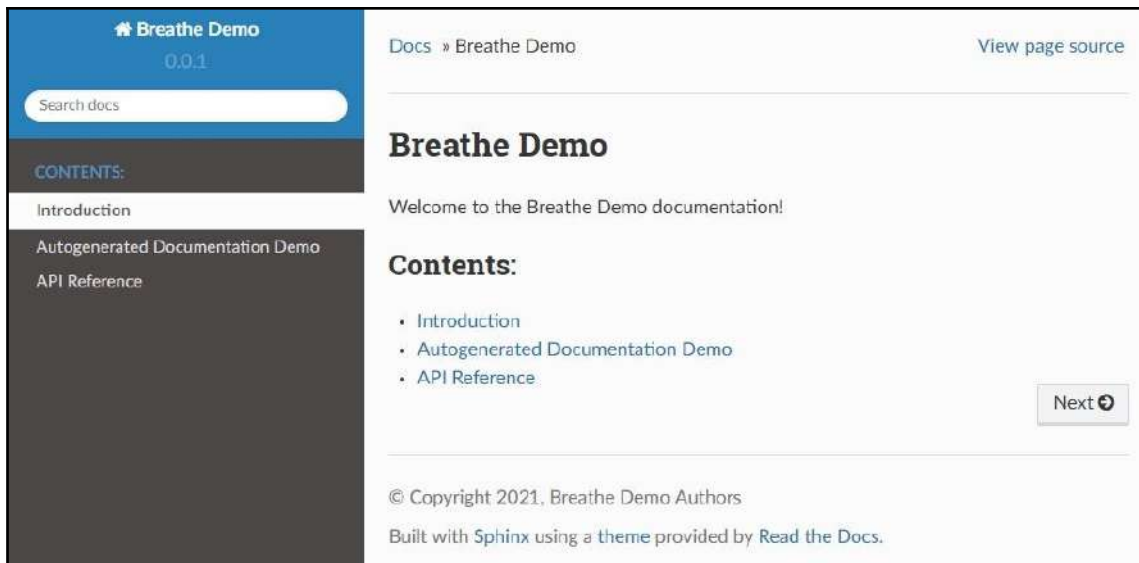 Breathe Demo
0.0.1
Search docs
CONTENTS:
Introduction
Autogenerated Documentation Demo
API Reference
Docs » Breathe Demo
View page source
Breathe Demo
Welcome to the Breathe Demo documentation!
Contents:
• Introduction
• Autogenerated Documentation Demo
• API Reference
Next
© Copyright 2021, Breathe Demo Authors
Built with Sphinx using a theme provided by Read the Docs.